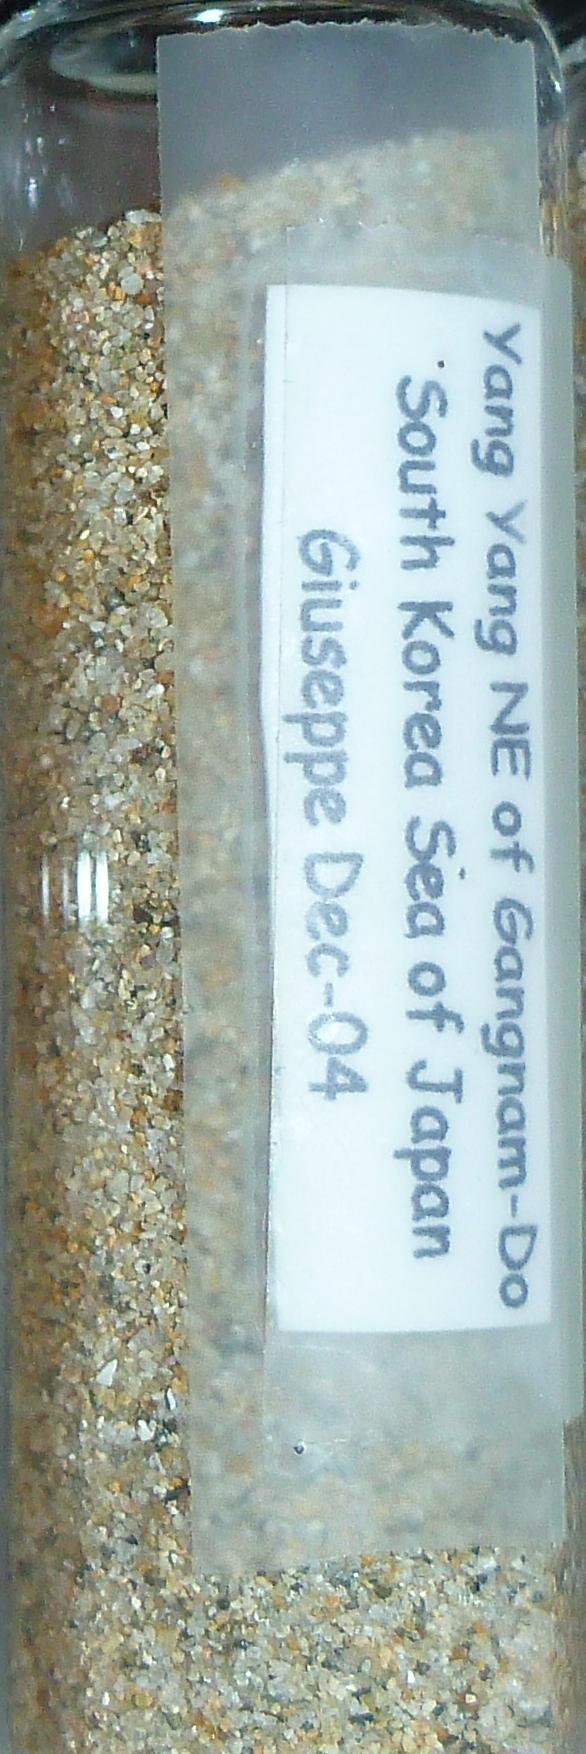 Yang Yang NE of Gangnam-Do
South Korea Sea of Japan
Giuseppe Dec-04